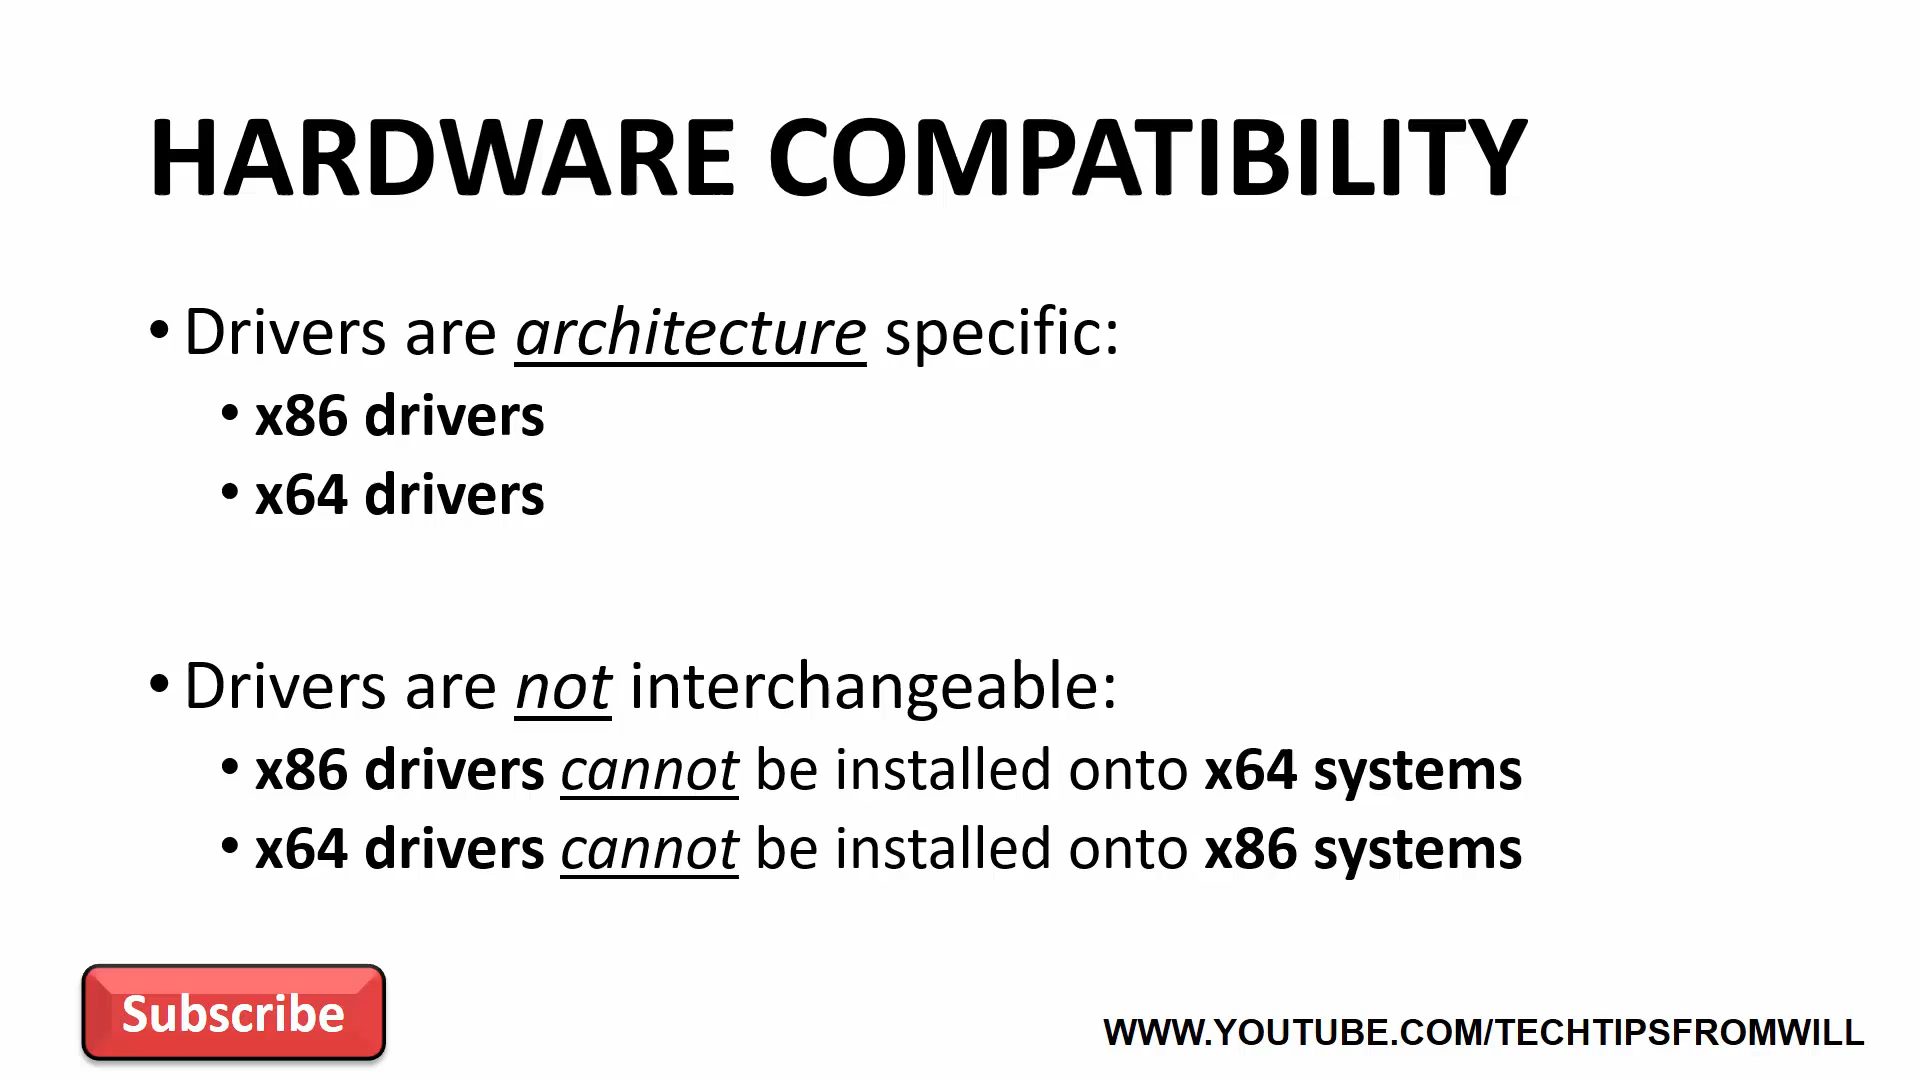 HARDWARE COMPATIBILITY
• Drivers are architecture specific:
• x86 drivers
• x64 drivers
• Drivers are not interchangeable:
• x86 drivers cannot be installed onto x64 systems
• x64 drivers cannot be installed onto x86 systems
Subscribe
WWW.YOUTUBE.COM/TECHTIPSFROMWILL